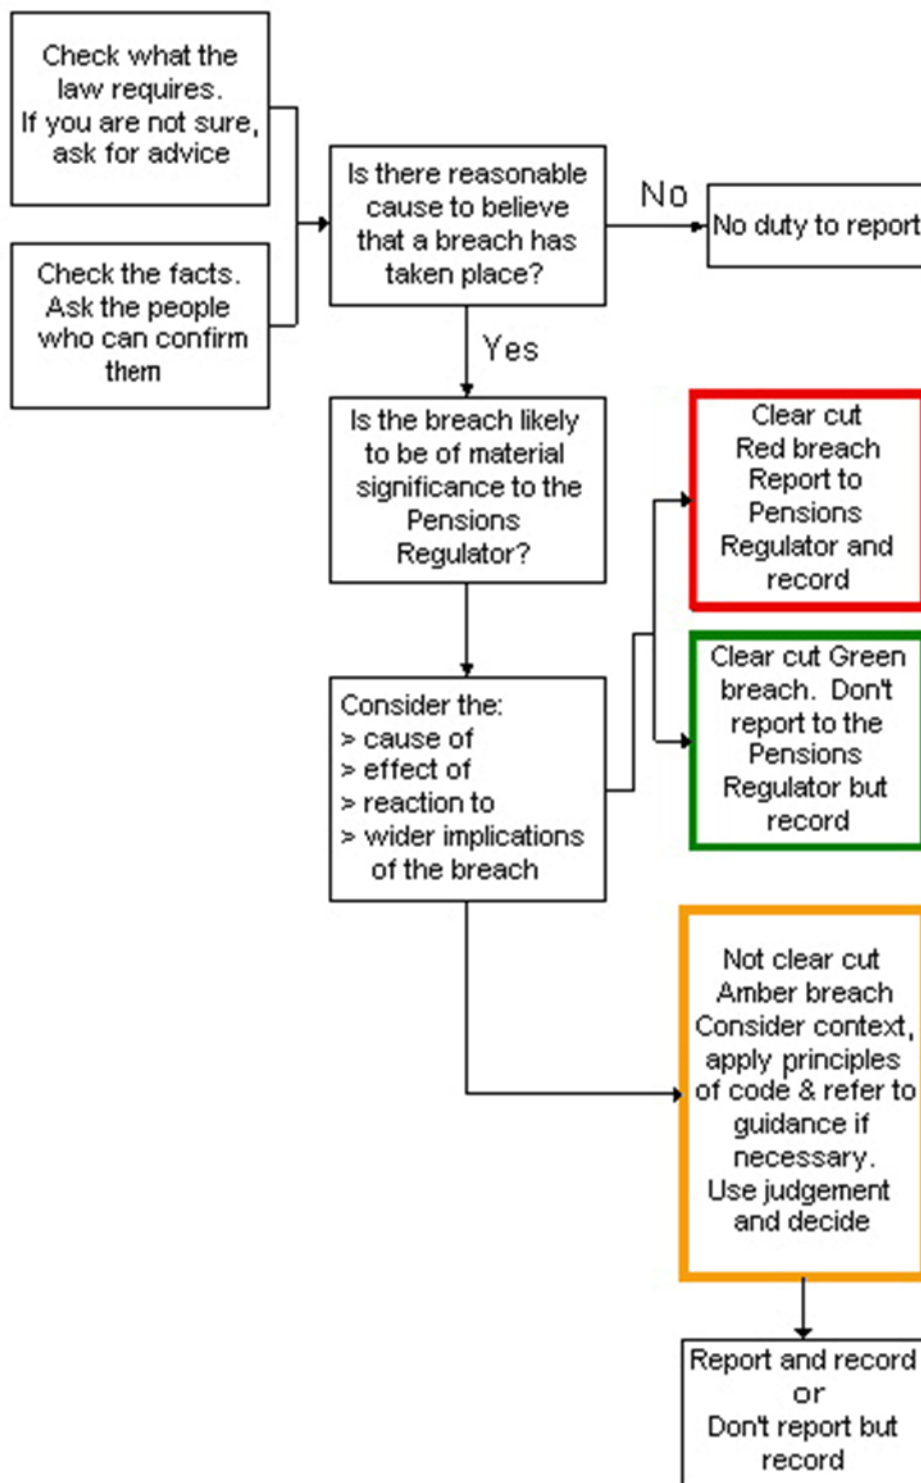 Check what the
law requires.
If you are not sure,
ask for advice
Check the facts.
Ask the people
who can confirm
them
Is there reasonable
cause to believe
that a breach has
taken place?
No
No duty to report
Yes
Is the breach likely
to be of material
significance to the
Pensions
Regulator?
Consider the:
> cause of
> effect of
> reaction to
> wider implications
of the breach
Clear cut
Red breach
Report to
Pensions
Regulator and
record
Clear cut Green
breach. Don't
report to the
Pensions
Regulator but
record
Not clear cut
Amber breach
Consider context,
apply principles
of code & refer to
guidance if
necessary.
Use judgement
and decide
Report and record
or
Don't report but
record